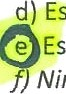 d) Es
e) Es
f) Nin